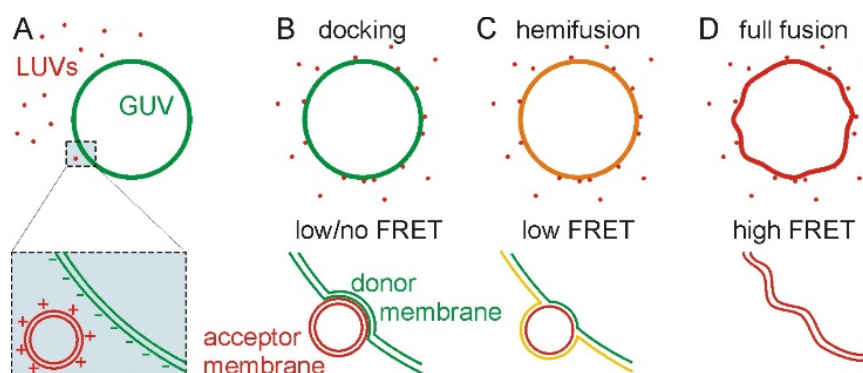 A
LUVs
GUV
B docking
C hemifusion
D full fusion
low/no FRET
low FRET
high FRET
donor
membrane
acceptor
membrane
+ + + + + + + +
- - - - - - - -